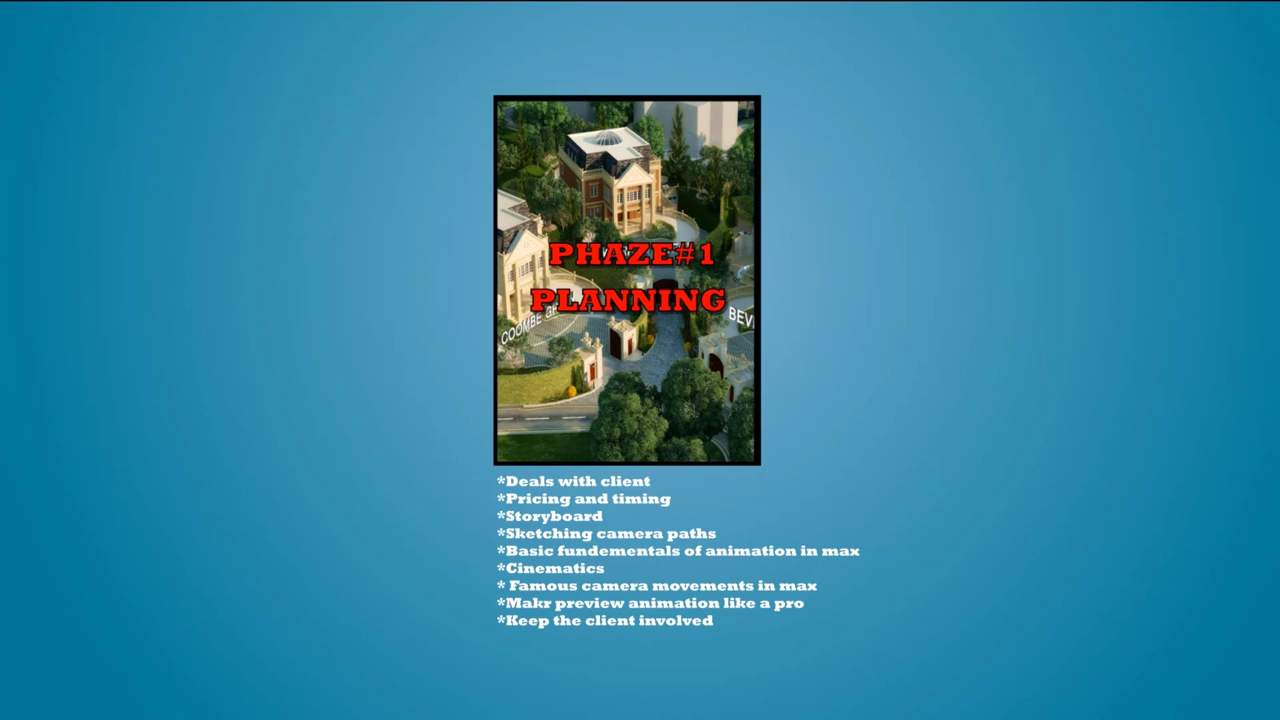 PHAZE#1
PLANNING
COOMBE
BEV
*Deals with client
*Pricing and timing
*Storyboard
*Sketching camera paths
*Basic fundementals of animation in max
*Cinematics
* Famous camera movements in max
*Makr preview animation like a pro
*Keep the client involved